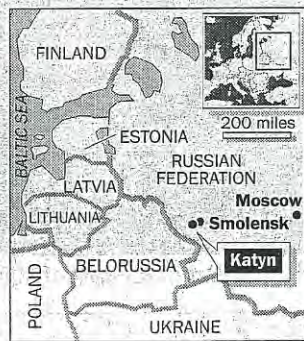 FINLAND
BALTIC SEA
200 miles
ESTONIA
RUSSIAN
FEDERATION
LATVIA
Moscow
LITHUANIA
Smolensk
Katyn
BELORUSSIA
POLAND
UKRAINE